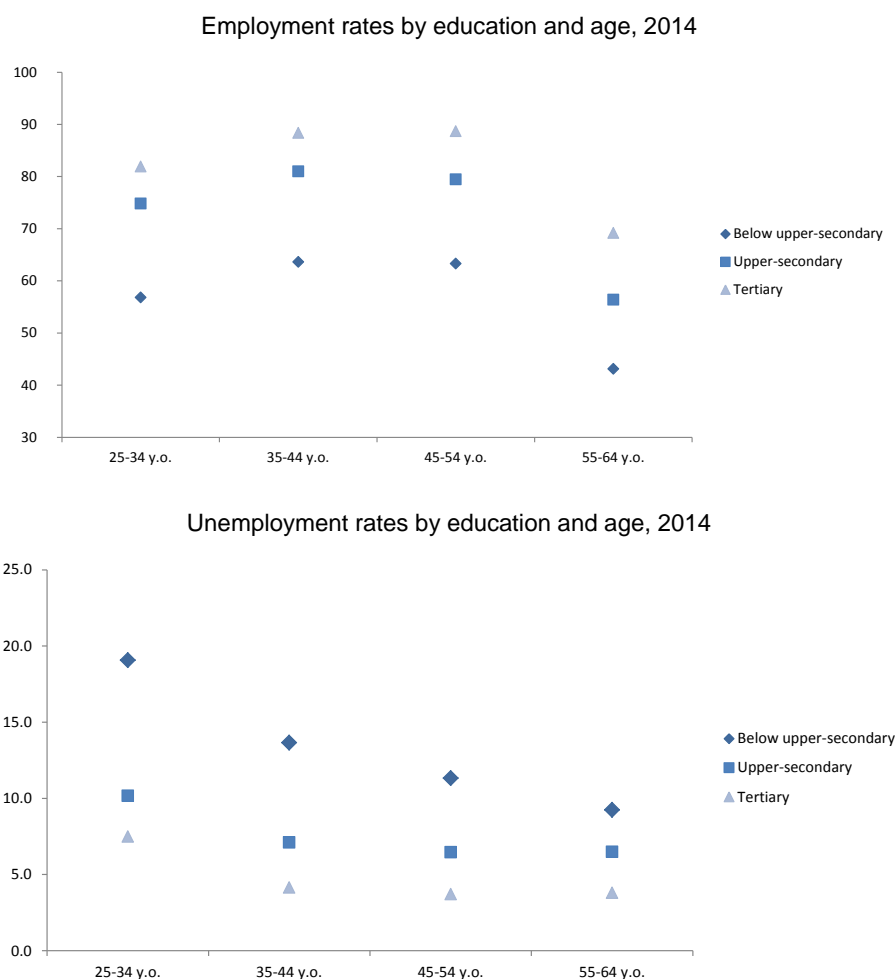 Employment rates by education and age, 2014
100
90
80
70
60
50
40
30
25-34 y.o. 35-44 y.o. 45-54 y.o. 55-64 y.o.
Below upper-secondary
Upper-secondary
Tertiary
Unemployment rates by education and age, 2014
25.0
20.0
15.0
10.0
5.0
0.0
25-34 y.o. 35-44 y.o. 45-54 y.o. 55-64 y.o.
Below upper-secondary
Upper-secondary
Tertiary